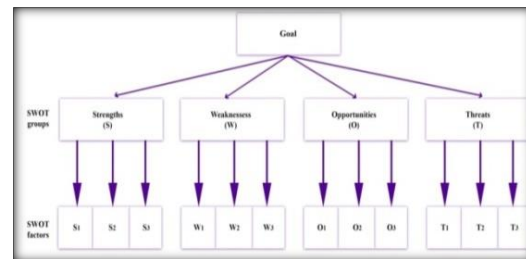 Goal
SWOT groups
Strengths (S)
Weaknesses (W)
Opportunities (O)
Threats (T)
SWOT factors
S1 S2 S3 W1 W2 W3 O1 O2 O3 T1 T2 T3